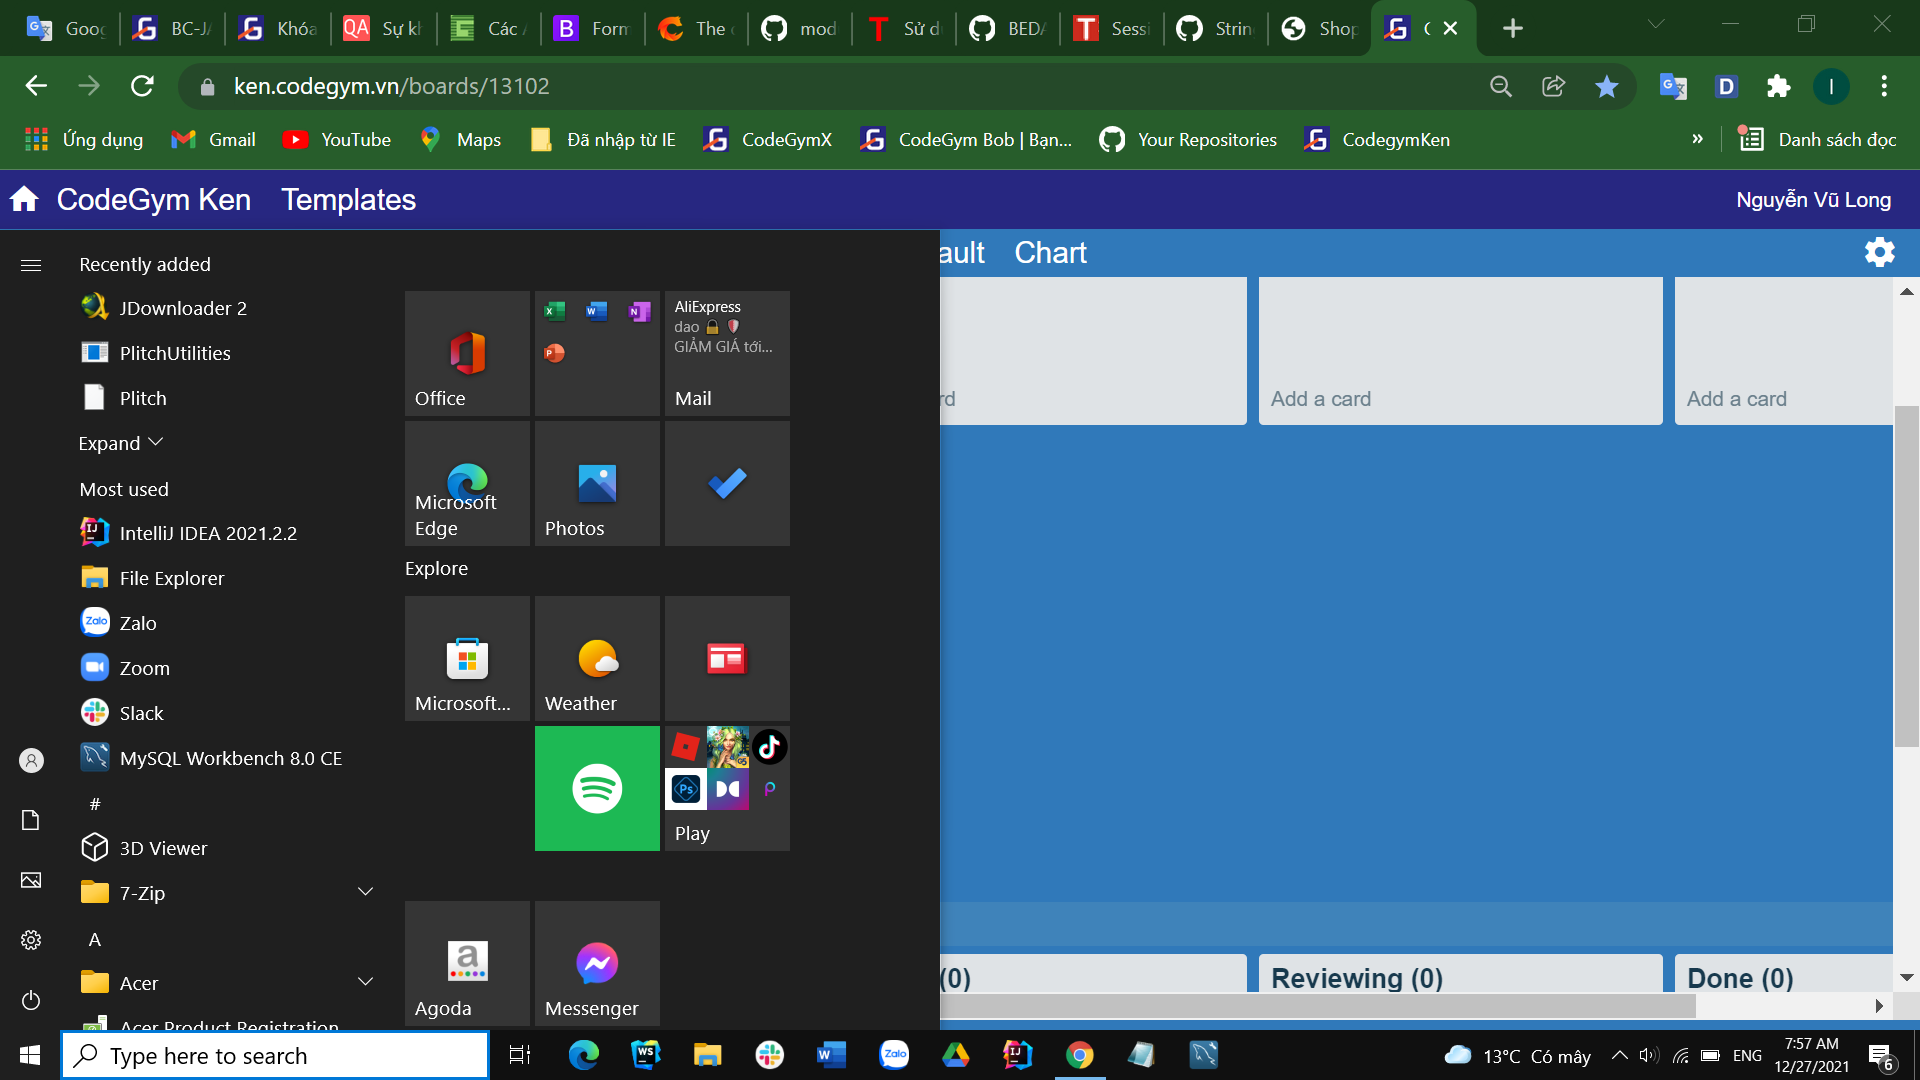 Goog
BC-JA
Khóa
QA
Sự kh
Các
B
Form
The
mod
Sử d
BEDA
Sessi
Strin
Shop
ken.codegym.vn/boards/13102
D
I
Ứng dụng
Gmail
YouTube
Maps
Đã nhập từ IE
CodeGymX
CodeGym Bob | Bạn...
Your Repositories
CodegymKen
»
Danh sách đọc
CodeGym Ken
Templates
Nguyễn Vũ Long
ault
Chart
Recently added
JDownloader 2
PlitchUtilities
Plitch
Expand
Most used
IntelliJ IDEA 2021.2.2
File Explorer
Zalo
Zoom
Slack
MySQL Workbench 8.0 CE
#
3D Viewer
7-Zip
A
Acer
Acer Product Registration
Office
AliExpress
dao
GIẢM GIÁ tới...
Mail
Microsoft
Edge
Photos
Explore
Microsoft...
Weather
Play
Agoda
Messenger
rd
Add a card
Add a card
(0)
Reviewing (0)
Done (0)
Type here to search
13°C Có mây
ENG
7:57 AM
12/27/2021
6